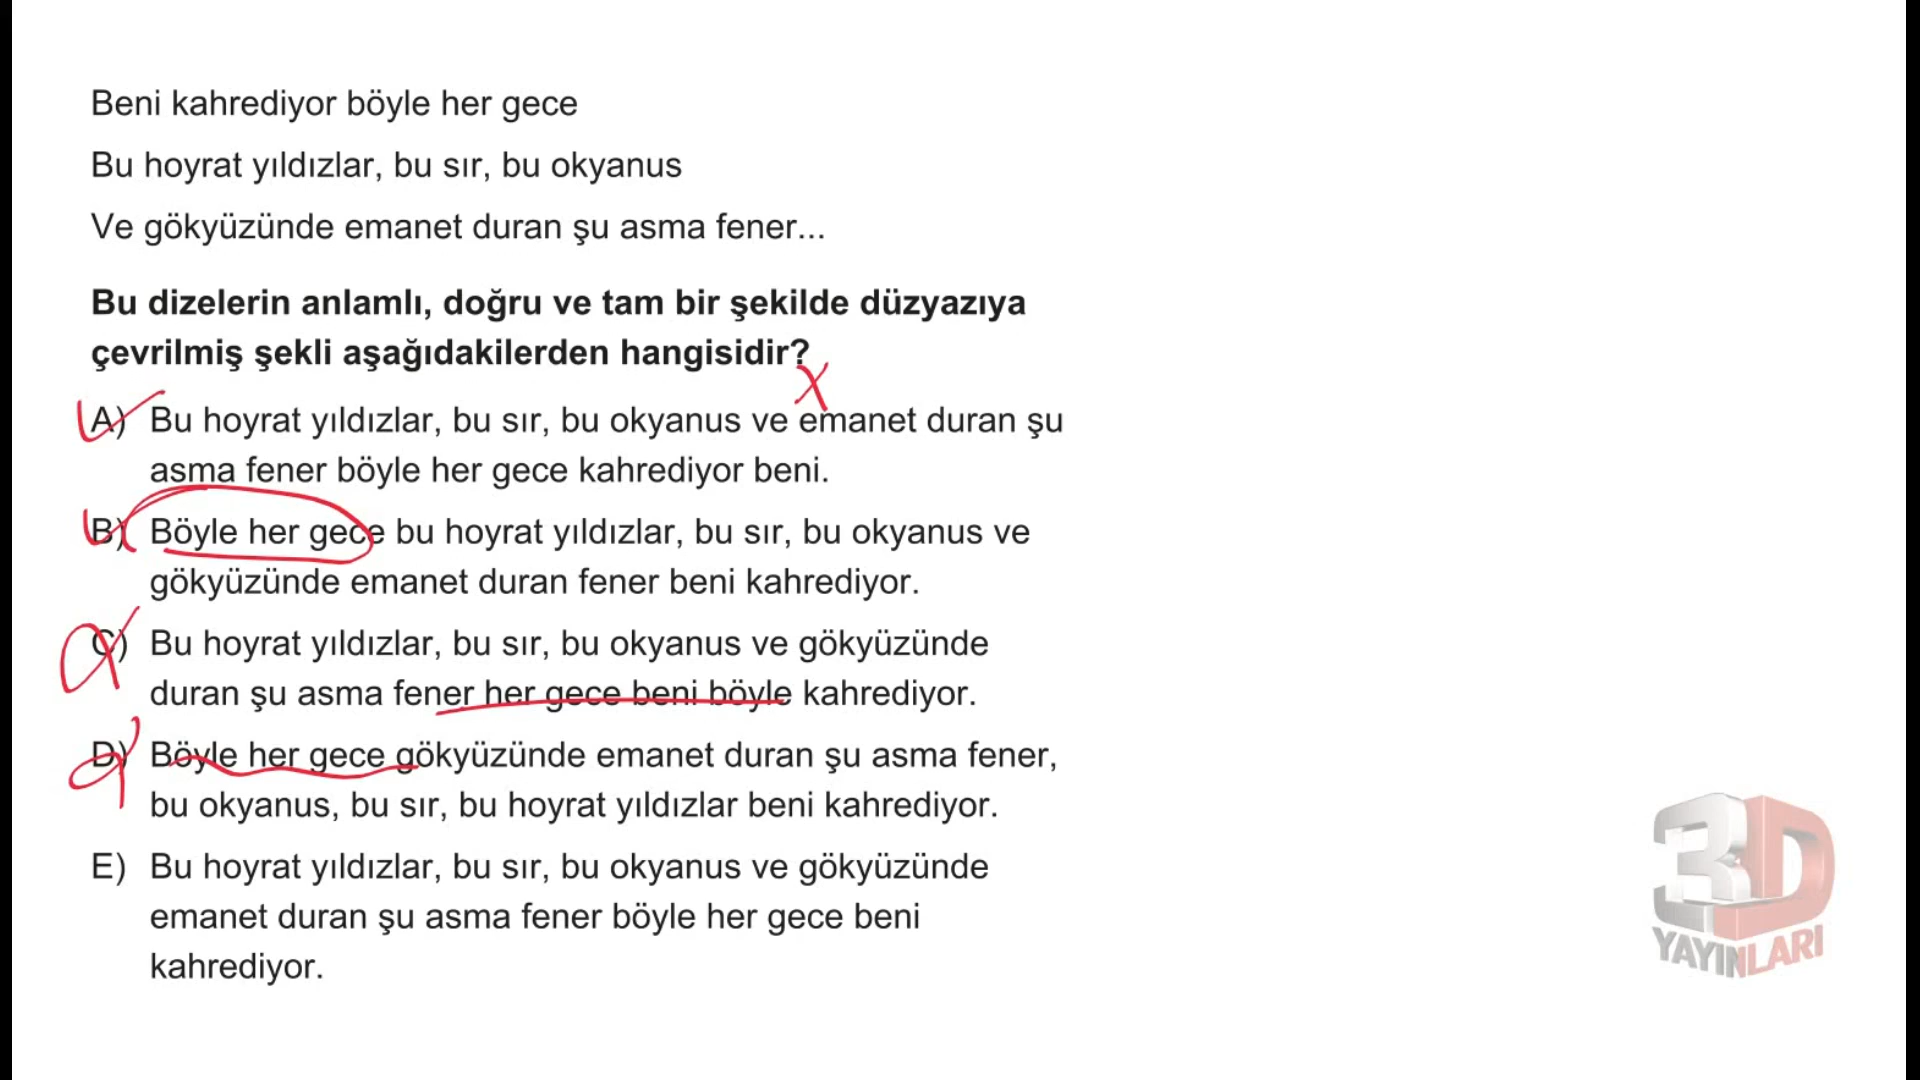 Beni kahrediyor böyle her gece
Bu hoyrat yıldızlar, bu sır, bu okyanus
Ve gökyüzünde emanet duran şu asma fener...
Bu dizelerin anlamlı, doğru ve tam bir şekilde düzyazıya
çevrilmiş şekli aşağıdakilerden hangisidir?
A) Bu hoyrat yıldızlar, bu sır, bu okyanus ve emanet duran şu
asma fener böyle her gece kahrediyor beni.
B) Böyle her gece bu hoyrat yıldızlar, bu sır, bu okyanus ve
gökyüzünde emanet duran fener beni kahrediyor.
C) Bu hoyrat yıldızlar, bu sır, bu okyanus ve gökyüzünde
duran şu asma fener her gece beni böyle kahrediyor.
D) Böyle her gece gökyüzünde emanet duran şu asma fener,
bu okyanus, bu sır, bu hoyrat yıldızlar beni kahrediyor.
E) Bu hoyrat yıldızlar, bu sır, bu okyanus ve gökyüzünde
emanet duran şu asma fener böyle her gece beni
kahrediyor.
3D
YAYINLARI